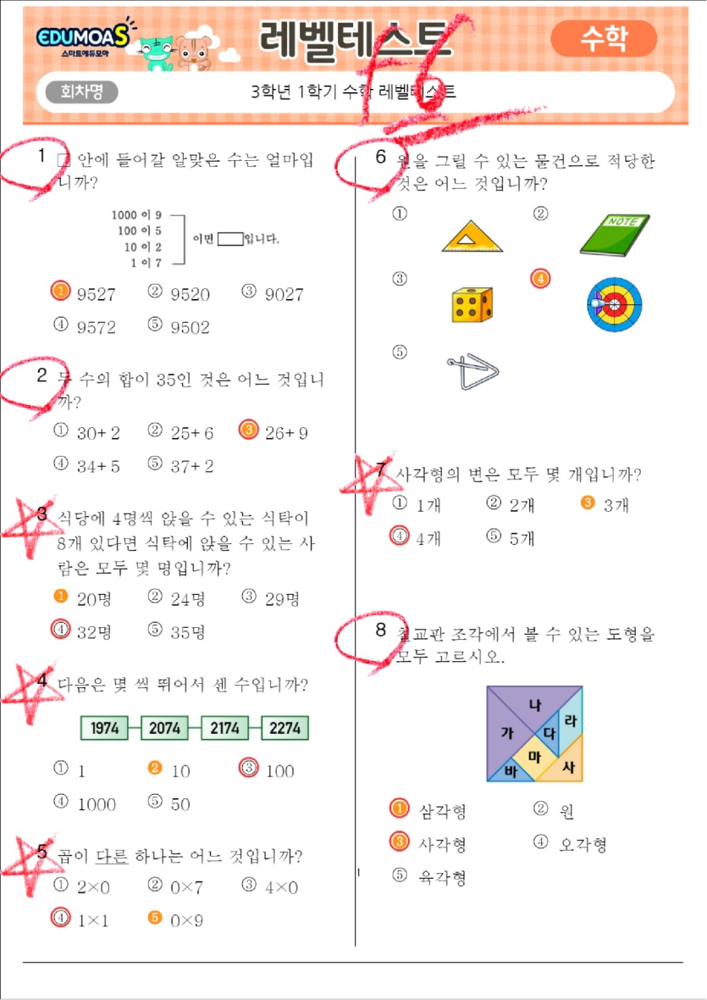 EDUMOAS
스마트에듀모아
레벨테스트
수학
회차명
3학년 1학기 수학 레벨테스트
1 □ 안에 들어갈 알맞은 수는 얼마입
니까?
1000 이 9
100 이 5
10 이 2
1 이 7
이면 □입니다.
① 9527 ② 9520 ③ 9027
④ 9572 ⑤ 9502
2 두 수의 합이 35인 것은 어느 것입니
까?
① 30+2 ② 25+6 ③ 26+9
④ 34+5 ⑤ 37+2
3 식당에 4명씩 앉을 수 있는 식탁이
8개 있다면 식탁에 앉을 수 있는 사
람은 모두 몇 명입니까?
① 20명 ② 24명 ③ 29명
④ 32명 ⑤ 35명
4 다음은 몇 씩 뛰어서 센 수입니까?
1974 2074 2174 2274
① 1 ② 10 ③ 100
④ 1000 ⑤ 50
5 곱이 다른 하나는 어느 것입니까?
① 2×0 ② 0×7 ③ 4×0
④ 1×1 ⑤ 0×9
6 원을 그릴 수 있는 물건으로 적당한
것은 어느 것입니까?
① ②
NOTE
③ ④
⑤
7 사각형의 변은 모두 몇 개입니까?
① 1개 ② 2개 ③ 3개
④ 4개 ⑤ 5개
8 칠교판 조각에서 볼 수 있는 도형을
모두 고르시오.
나
가 다 라
마
바 사
① 삼각형 ② 원
③ 사각형 ④ 오각형
⑤ 육각형
1